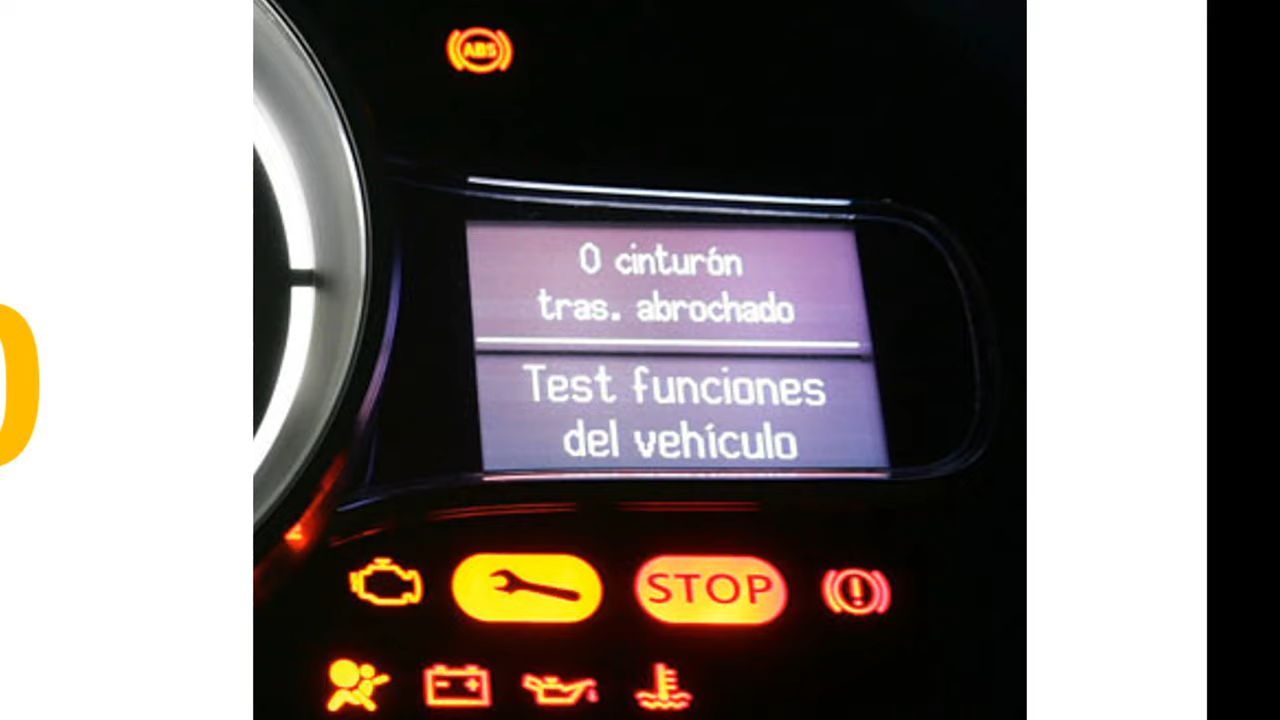 ABS
0 cinturón
tras. abrochado
Test funciones
del vehículo
STOP